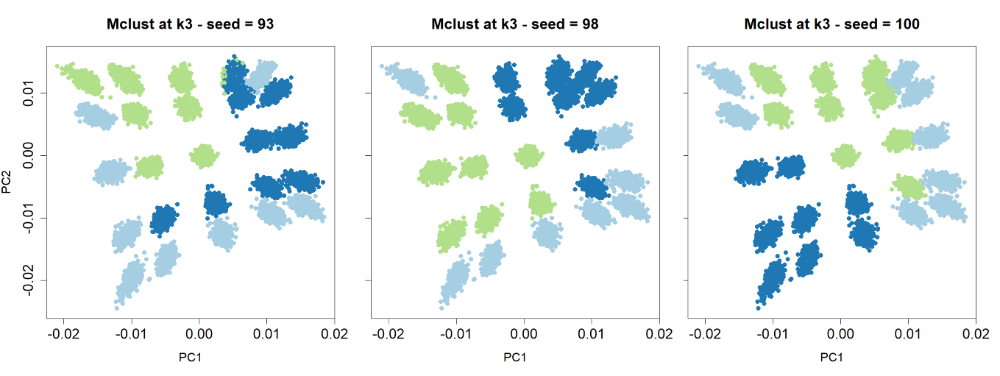 Mclust at k3 - seed = 93
Mclust at k3 - seed = 98
Mclust at k3 - seed = 100
PC2
0.01
0.00
-0.01
-0.02
-0.02 -0.01 0.00 0.01 0.02
-0.02 -0.01 0.00 0.01 0.02
-0.02 -0.01 0.00 0.01 0.02
PC1
PC1
PC1